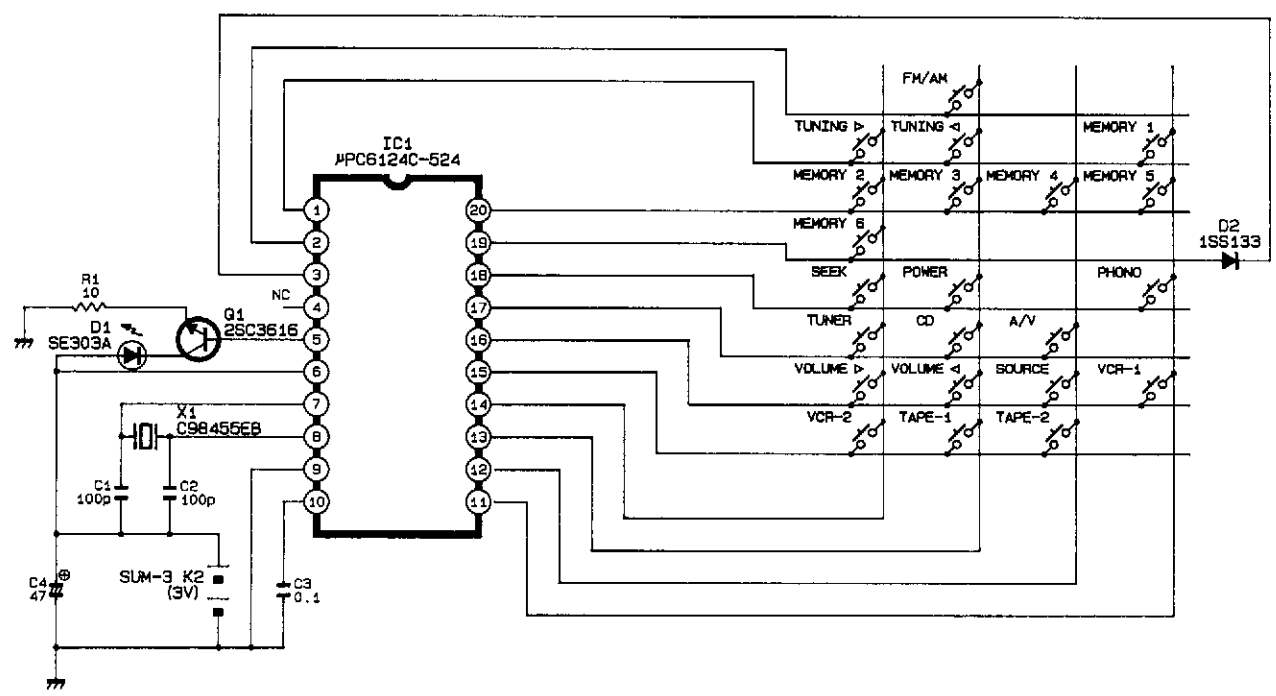 FM/AM
TUNING ▷ TUNING ◁ MEMORY 1
IC1
μPC6124C-524
MEMORY 2 MEMORY 3 MEMORY 4 MEMORY 5
1 20
MEMORY 6
2 19
D2
1SS133
SEEK POWER PHONO
3 18
R1
10
NC 4 17
Q1
2SC3616
TUNER CD A/V
D1
SE303A
5 16
6 15
VOLUME ▷ VOLUME ◁ SOURCE VCR-1
7 14
X1
C98455EB
VCR-2 TAPE-1 TAPE-2
8 13
9 12
C1
100p
C2
100p
10 11
C4
47
SUM-3 K2
(3V)
C3
0.1